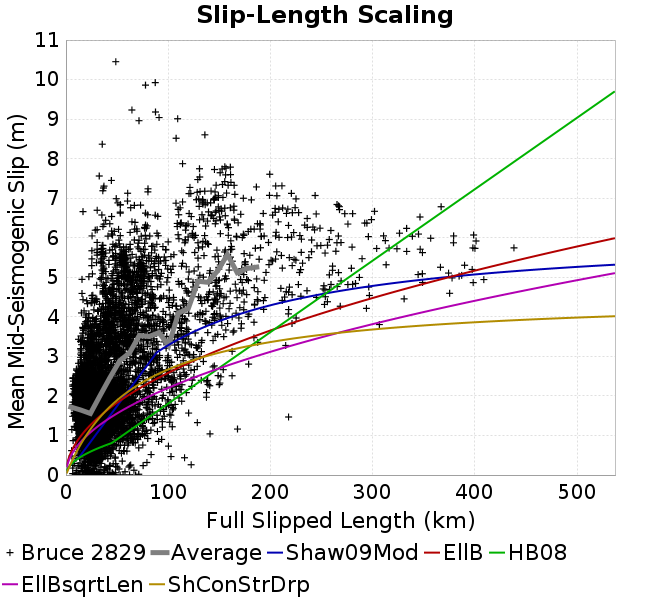 Slip-Length Scaling
Mean Mid-Seismogenic Slip (m)
11
10
9
8
7
6
5
4
3
2
1
0
0 100 200 300 400 500
Full Slipped Length (km)
Bruce 2829 Average Shaw09Mod EllB HB08
EllBsqrtLen ShConStrDrp